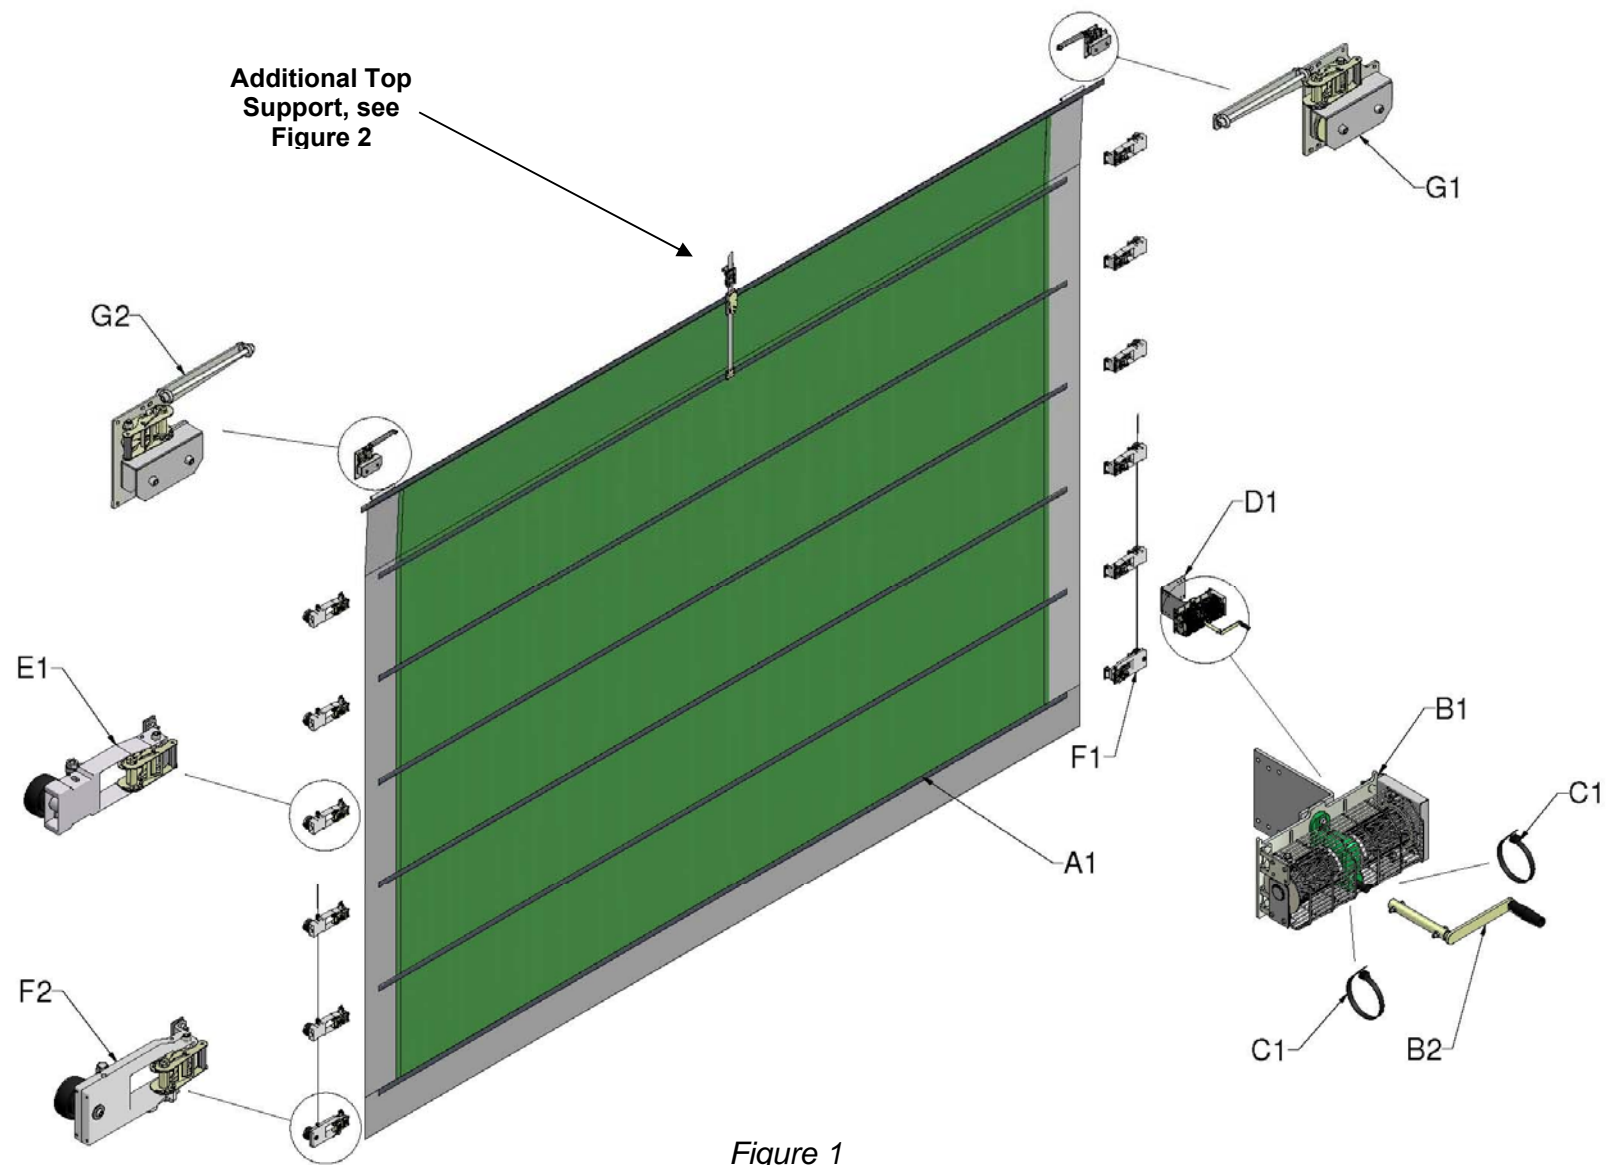 Additional Top
Support, see
Figure 2
G1
G2
D1
E1
B1
F1
C1
A1
F2
C1
B2
Figure 1